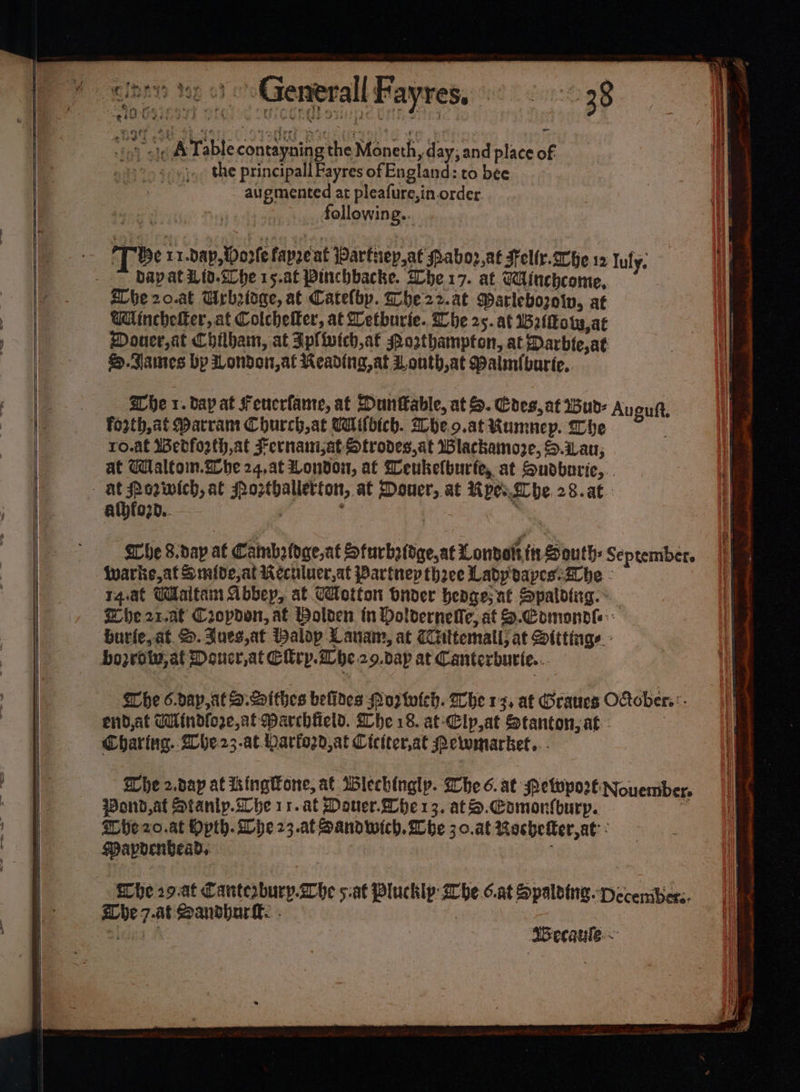 Generall Fayres. 38
A Table contayning the Moneth, day, and place of
the principall Fayres of England: to bee
augmented at pleaſure, in order
following.
THe 11. day, Horſe fayre at Partney, at Nabor, at Felſr. The 12 Iuly.
day at Lid. The 15. at Pinchbacke. The 17. at Winchcome.
The 20. at Uxbridge, at Cateſby. The 22. at Marleborow, at
Wincheſter, at Colcheſter, at Tetburie. The 25. at Briſtow, at
Douer, at Chilham, at Ipſwich, at Northampton, at Darbie, at
S. Iames by London, at Reading, at Louth, at Malmſburie.
The 1. day at Feuerſame, at Dunſtable, at S. Edes, at Bud- Auguſt.
forth, at Marram Church, at Wiſbich. The 9. at Rumney. The
10. at Bedforth, at Fernam, at Strodes, at Blackamore, S. Lau,
at Waltom. The 24. at London, at Teukeſburie, at Sudburie,
at Norwich, at Northallerton, at Douer, at Rye. The 28. at
aſhford.
The 8. day at Cambridge, at Sturbridge, at London in South- September.
warke, at Snide, at Reculuer, at Partney three Lady dayes. The
14. at Waltam Abbey, at Wotton vnder hedge, at Spalding.
The 21. at Croydon, at Holden in Holderneſſe, at S. Edmondſ-
burie, at S. Iues, at Maldy Lanam, at Wiltemall, at Sitting-
borrow, at Douer, at Eſtry. The 29. day at Canterburie.
The 6. day, at S. Sithes beſides Norwich. The 13. at Graues October.
end, at Windſore, at Marchfield. The 18. at Ely, at Stanton, at
Charing. The 23. at Harford, at Ciciter, at Newmarket.
The 2. day at Kingſtone, at Blechingly. The 6. at Newport Nouember.
Pond, at Stanly. The 11. at Douer. The 13. at S. Edmonſbury.
The 20. at Hyth. The 23. at Sandwich. The 30. at Rocheſter, at
Maydenhead.
The 29. at Canterbury. The 5. at Pluckly The 6. at Spalding. December.
The 7. at Sandhurſt.
Becauſe